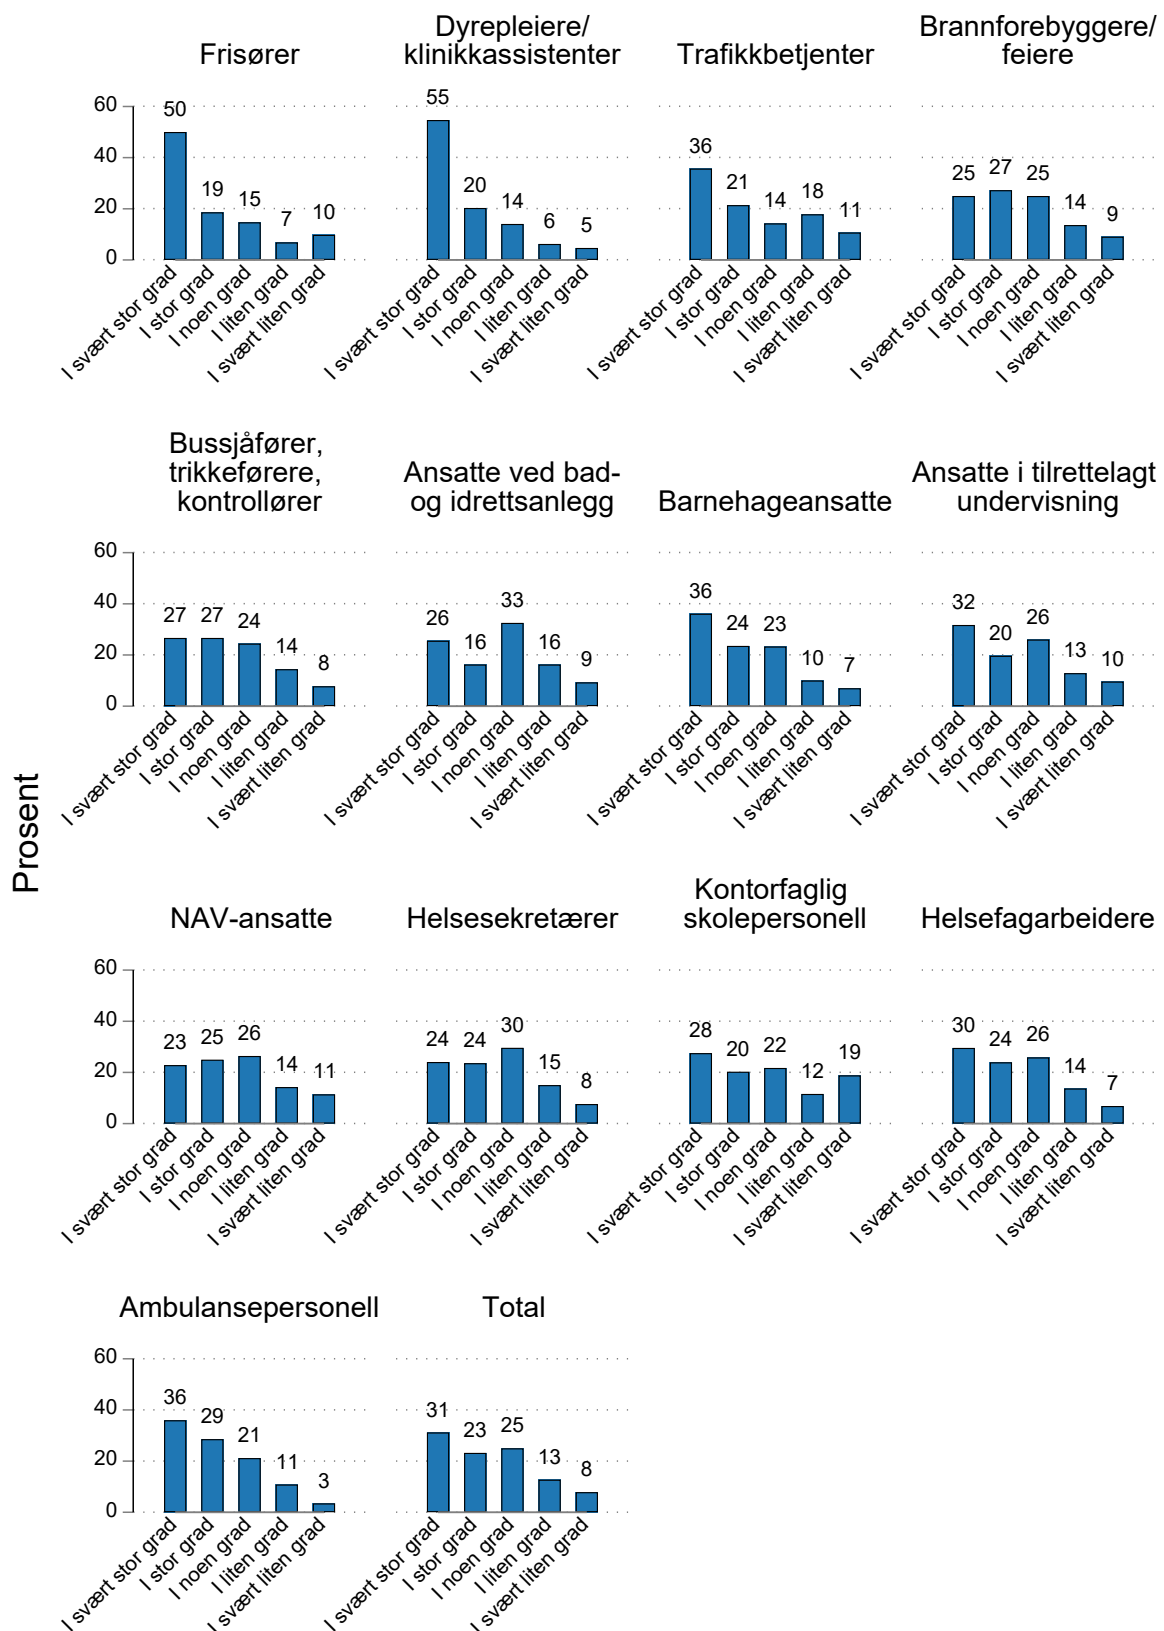 Frisører
Dyrepleiere/
klinikkassistenter
Trafikkbetjenter
Brannforebyggere/
feiere
60
40
20
0
50
19
15
7
10
55
20
14
6
5
36
21
14
18
11
25
27
25
14
9
I svært stor grad
I stor grad
I noen grad
I liten grad
I svært liten grad
I svært stor grad
I stor grad
I noen grad
I liten grad
I svært liten grad
I svært stor grad
I stor grad
I noen grad
I liten grad
I svært liten grad
I svært stor grad
I stor grad
I noen grad
I liten grad
I svært liten grad
Bussjåfører,
trikkeførere,
kontrollører
Ansatte ved bad-
og idrettsanlegg
Barnehageansatte
Ansatte i tilrettelagt
undervisning
60
40
20
0
27
27
24
14
8
26
16
33
16
9
36
24
23
10
7
32
20
26
13
10
I svært stor grad
I stor grad
I noen grad
I liten grad
I svært liten grad
I svært stor grad
I stor grad
I noen grad
I liten grad
I svært liten grad
I svært stor grad
I stor grad
I noen grad
I liten grad
I svært liten grad
I svært stor grad
I stor grad
I noen grad
I liten grad
I svært liten grad
Prosent
NAV-ansatte
Helsesekretærer
Kontorfaglig
skolepersonell
Helsefagarbeidere
60
40
20
0
23
25
26
14
11
24
24
30
15
8
28
20
22
12
19
30
24
26
14
7
I svært stor grad
I stor grad
I noen grad
I liten grad
I svært liten grad
I svært stor grad
I stor grad
I noen grad
I liten grad
I svært liten grad
I svært stor grad
I stor grad
I noen grad
I liten grad
I svært liten grad
I svært stor grad
I stor grad
I noen grad
I liten grad
I svært liten grad
Ambulansepersonell
Total
60
40
20
0
36
29
21
11
3
31
23
25
13
8
I svært stor grad
I stor grad
I noen grad
I liten grad
I svært liten grad
I svært stor grad
I stor grad
I noen grad
I liten grad
I svært liten grad